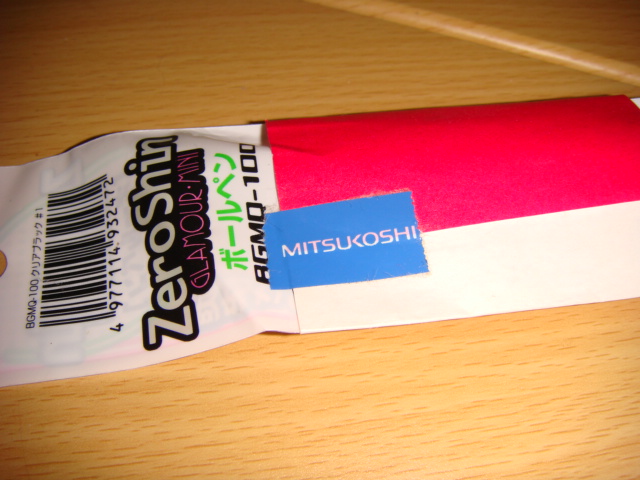 BGMQ-100 クリアブラック #1
4 977114 932472
ZeroShin
GLAMOUR・MINI
ボールペン
BGMQ-100
MITSUKOSHI